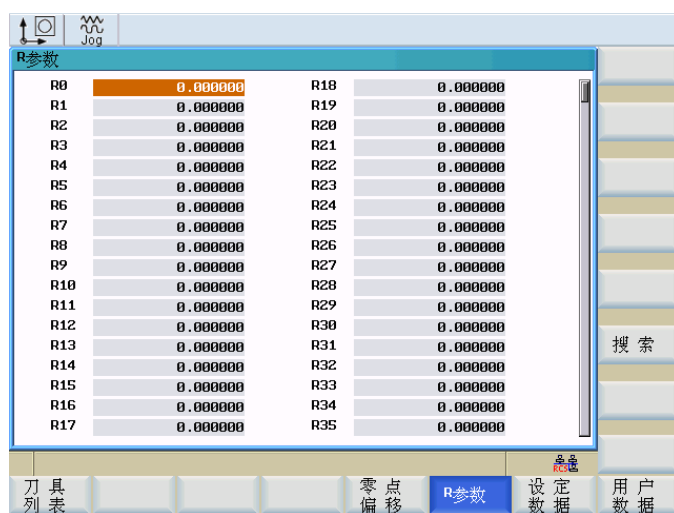 Jog
R参数
R0 0.000000 R18 0.000000
R1 0.000000 R19 0.000000
R2 0.000000 R20 0.000000
R3 0.000000 R21 0.000000
R4 0.000000 R22 0.000000
R5 0.000000 R23 0.000000
R6 0.000000 R24 0.000000
R7 0.000000 R25 0.000000
R8 0.000000 R26 0.000000
R9 0.000000 R27 0.000000
R10 0.000000 R28 0.000000
R11 0.000000 R29 0.000000
R12 0.000000 R30 0.000000
R13 0.000000 R31 0.000000
R14 0.000000 R32 0.000000
R15 0.000000 R33 0.000000
R16 0.000000 R34 0.000000
R17 0.000000 R35 0.000000
搜索
刀具
列表
零点
偏移
R参数
设定
数据
用户
数据